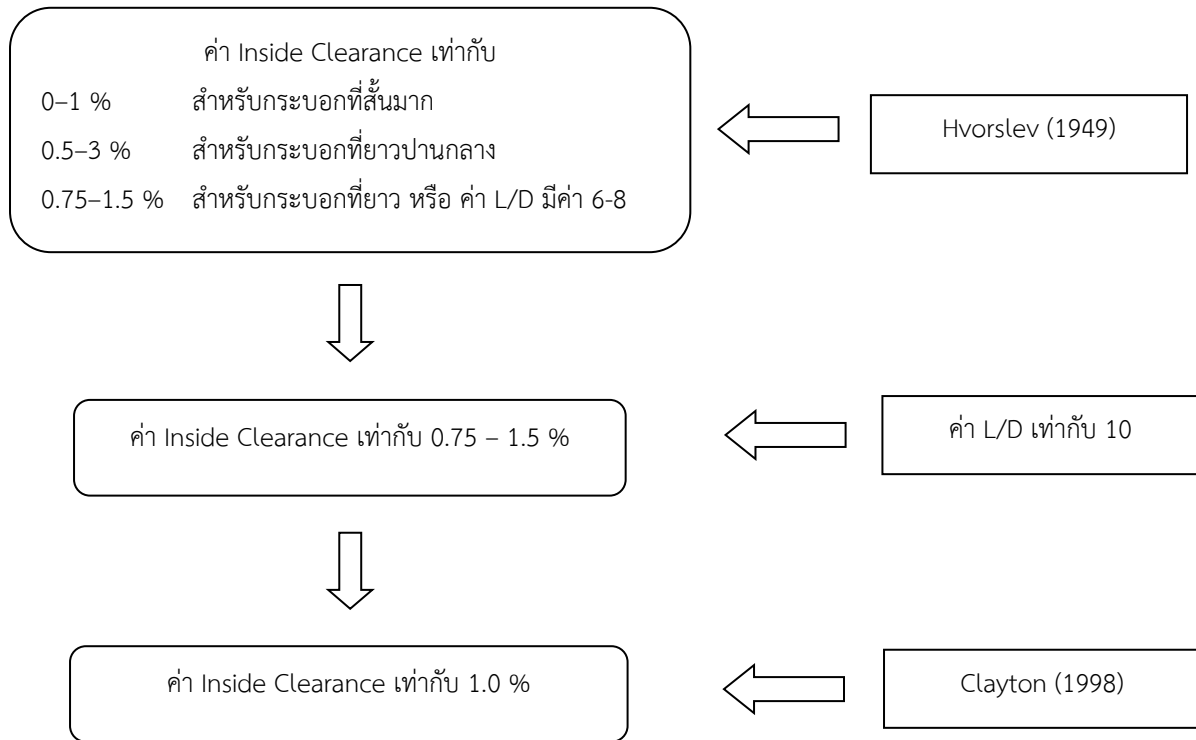 ค่า Inside Clearance เท่ากับ
0–1 % สำหรับกระบอกที่สั้นมาก
0.5–3 % สำหรับกระบอกที่ยาวปานกลาง
0.75–1.5 % สำหรับกระบอกที่ยาว หรือ ค่า L/D มีค่า 6-8
Hvorslev (1949)
ค่า Inside Clearance เท่ากับ 0.75 – 1.5 %
ค่า L/D เท่ากับ 10
ค่า Inside Clearance เท่ากับ 1.0 %
Clayton (1998)